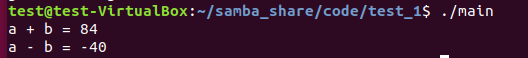 test@test-VirtualBox:~/samba_share/code/test_1$ ./main
a + b = 84
a - b = -40